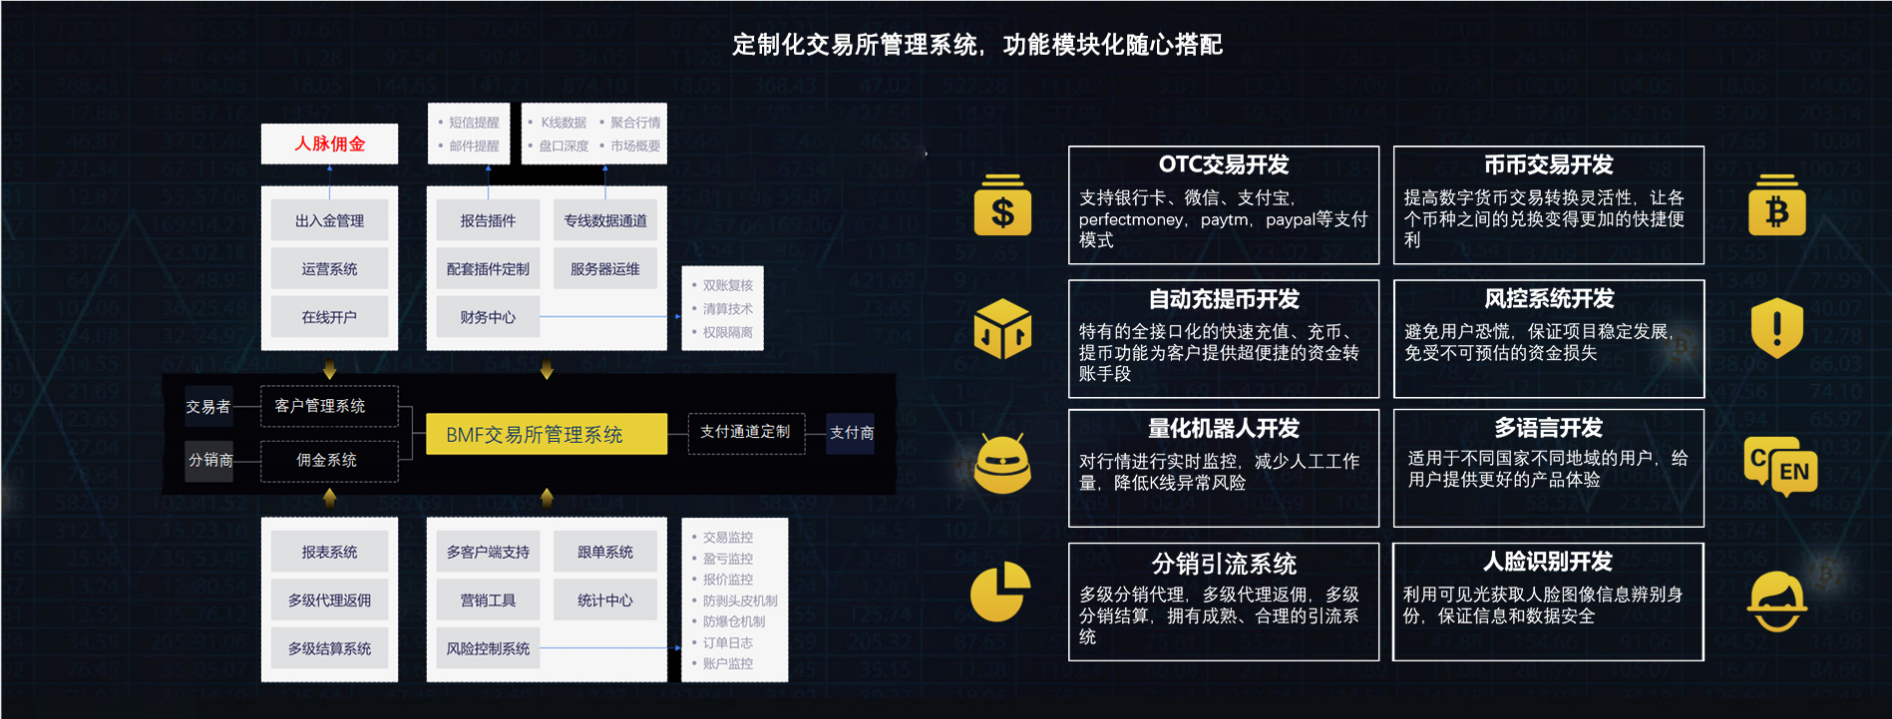 定制化交易所管理系统，功能模块化随心搭配
人脉佣金
• 短信提醒
• 邮件提醒
• K线数据 • 聚合行情
• 盘口深度 • 市场概要
出入金管理
运营系统
在线开户
报告插件 专线数据通道
配套插件定制 服务器运维
财务中心
• 双账复核
• 清算技术
• 权限隔离
交易者 客户管理系统
分销商 佣金系统
BMF交易所管理系统
支付通道定制 支付商
报表系统
多级代理返佣
多级结算系统
多客户端支持 跟单系统
营销工具 统计中心
风险控制系统
• 交易监控
• 盈亏监控
• 报价监控
• 防剥头皮机制
• 防爆仓机制
• 订单日志
• 账户监控
OTC交易开发
支持银行卡、微信、支付宝，
perfectmoney，paytm，paypal等支付
模式
币币交易开发
提高数字货币交易转换灵活性，让各
个币种之间的兑换变得更加的快捷便
利
自动充提币开发
特有的全接口化的快速充值、充币、
提币功能为客户提供超便捷的资金转
账手段
风控系统开发
避免用户恐慌，保证项目稳定发展，
免受不可预估的资金损失
量化机器人开发
对行情进行实时监控，减少人工工作
量，降低K线异常风险
多语言开发
适用于不同国家不同地域的用户，给
用户提供更好的产品体验
C EN
分销引流系统
多级分销代理，多级代理返佣，多级
分销结算，拥有成熟、合理的引流系
统
人脸识别开发
利用可见光获取人脸图像信息辨别身
份，保证信息和数据安全